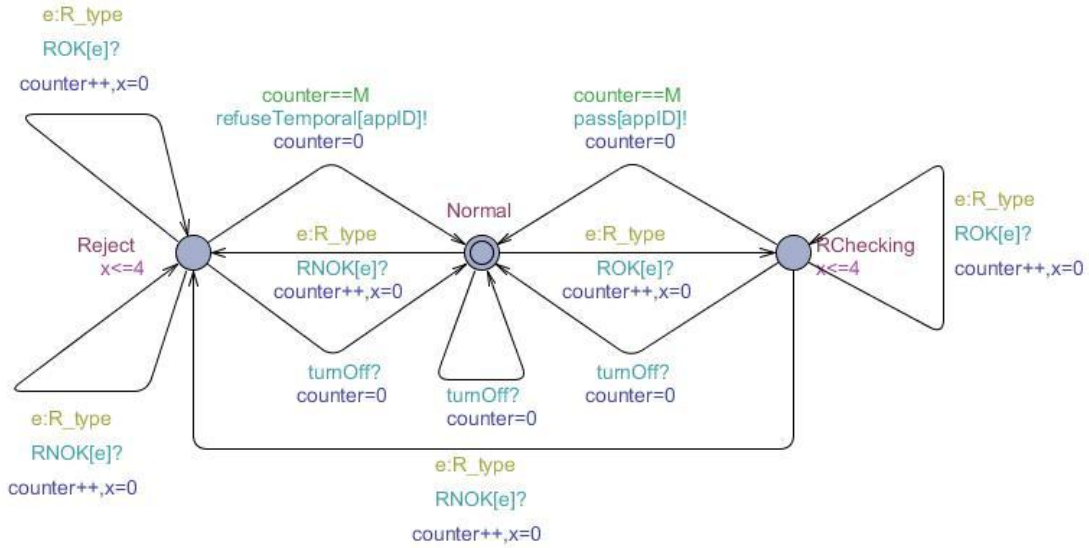 e:R_type
ROK[e]?
counter++,x=0
counter==M
refuseTemporal[appID]!
counter=0
counter==M
pass[appID]!
counter=0
Normal
e:R_type
ROK[e]?
counter++,x=0
Reject
x<=4
e:R_type
RNOK[e]?
counter++,x=0
e:R_type
ROK[e]?
counter++,x=0
RChecking
x<=4
turnOff?
counter=0
turnOff?
counter=0
turnOff?
counter=0
e:R_type
RNOK[e]?
counter++,x=0
e:R_type
RNOK[e]?
counter++,x=0